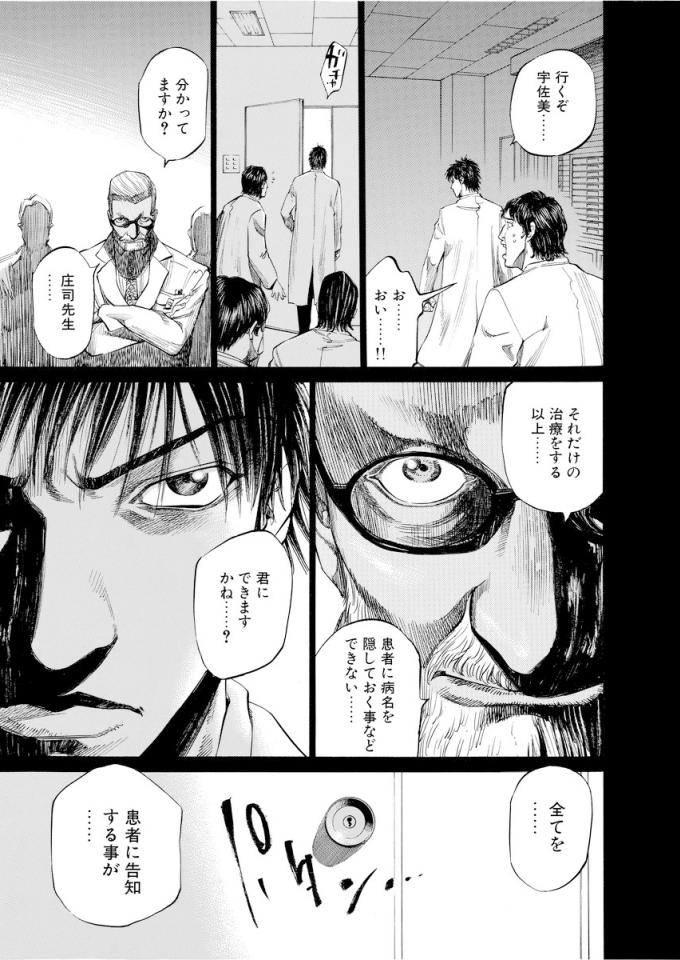 行くぞ
宇佐美……
お……
おい……!!
ガチャ
分かって
ますか？
庄司先生
それだけの
治療をする
以上……
患者に病名を
隠しておく事など
できない……
君に
できます
かね……？
全てを
……
パタン…
患者に告知
する事が
……